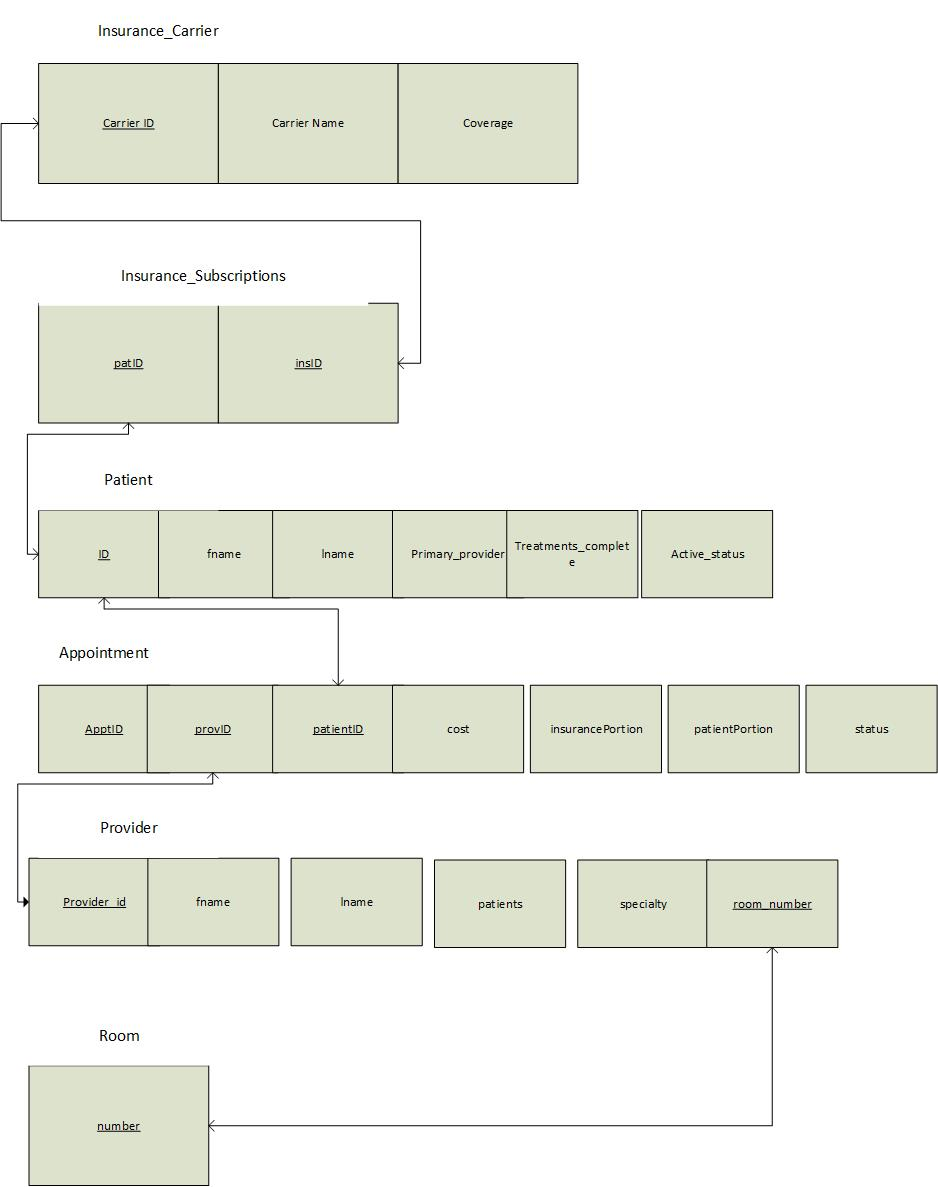 Insurance_Carrier
Carrier ID
Carrier Name
Coverage
Insurance_Subscriptions
patID
insID
Patient
ID
fname
lname
Primary_provider
Treatments_complet
e
Active_status
Appointment
ApptID
provID
patientID
cost
insurancePortion
patientPortion
status
Provider
Provider_id
fname
lname
patients
specialty
room_number
Room
number